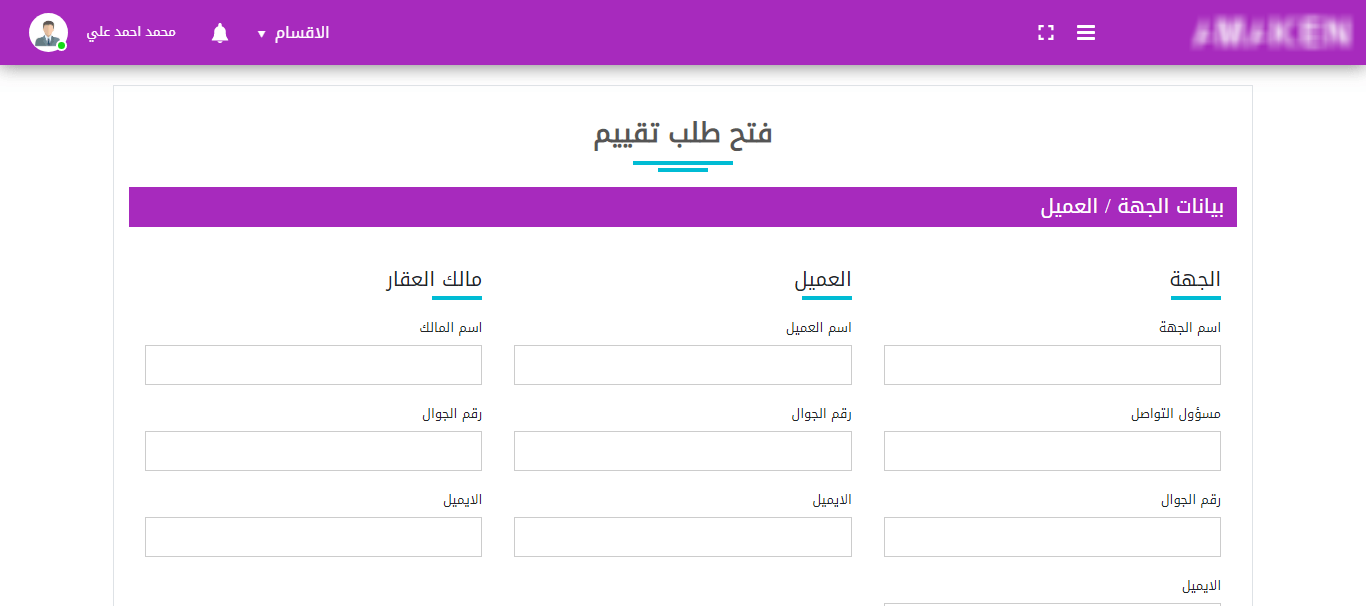 AMAKEN
الاقسام
محمد احمد علي
فتح طلب تقييم
بيانات الجهة / العميل
الجهة
العميل
مالك العقار
اسم الجهة
اسم العميل
اسم المالك
مسؤول التواصل
رقم الجوال
رقم الجوال
رقم الجوال
الايميل
الايميل
الايميل